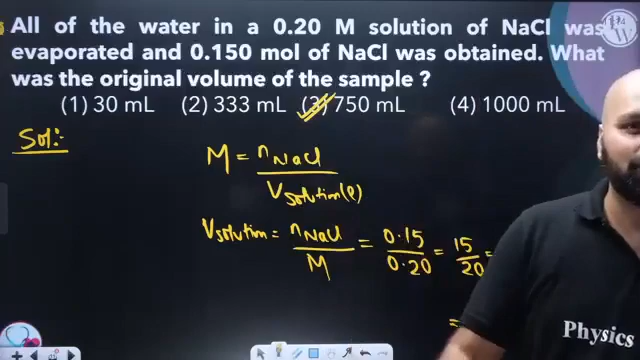 All of the water in a 0.20 M solution of NaCl was
evaporated and 0.150 mol of NaCl was obtained. What
was the original volume of the sample ?
(1) 30 mL (2) 333 mL (3) 750 mL (4) 1000 mL
Sol:-
M = nNaCl / Vsolution(l)
Vsolution = nNaCl / M = 0.15 / 0.20 = 15 / 20 =
=
Physics